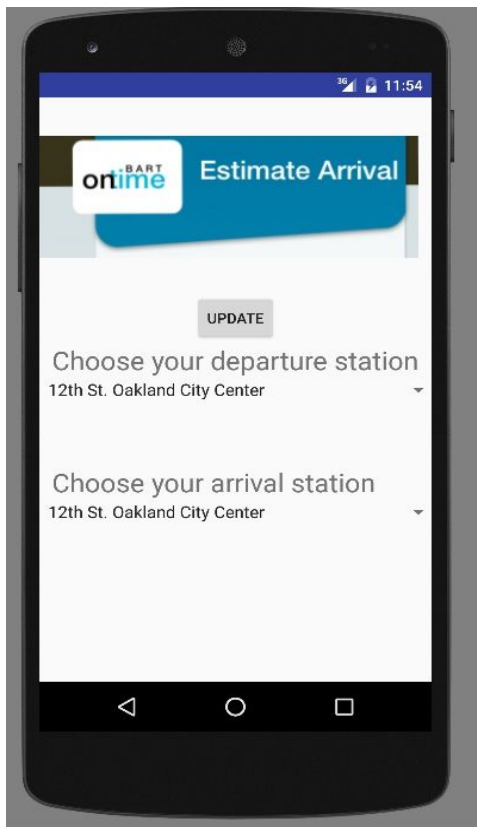 3G 11:54
BART
ontime
Estimate Arrival
UPDATE
Choose your departure station
12th St. Oakland City Center
Choose your arrival station
12th St. Oakland City Center